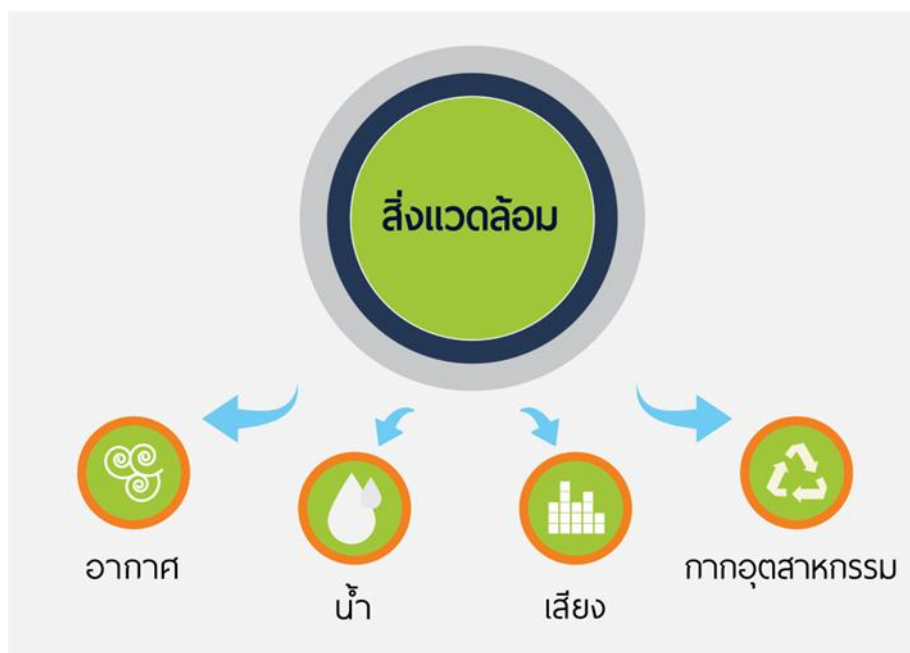 สิ่งแวดล้อม
อากาศ
น้ำ
เสียง
กากอุตสาหกรรม